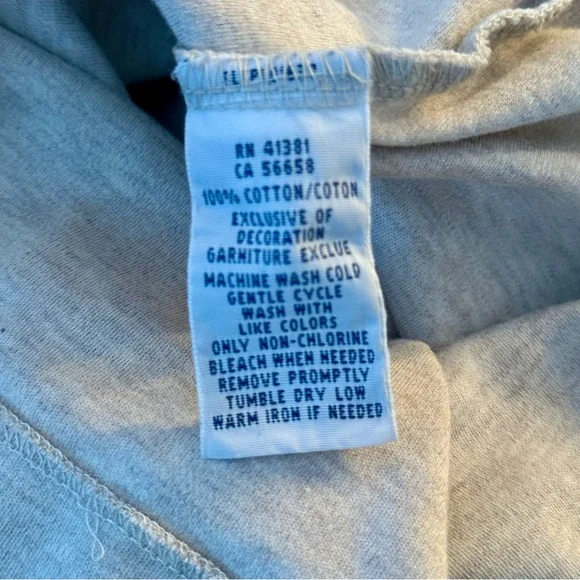 RN 41381
CA 56658
100% COTTON/COTON
EXCLUSIVE OF
DECORATION
GARNITURE EXCLUE
MACHINE WASH COLD
GENTLE CYCLE
WASH WITH
LIKE COLORS
ONLY NON-CHLORINE
BLEACH WHEN NEEDED
REMOVE PROMPTLY
TUMBLE DRY LOW
WARM IRON IF NEEDED